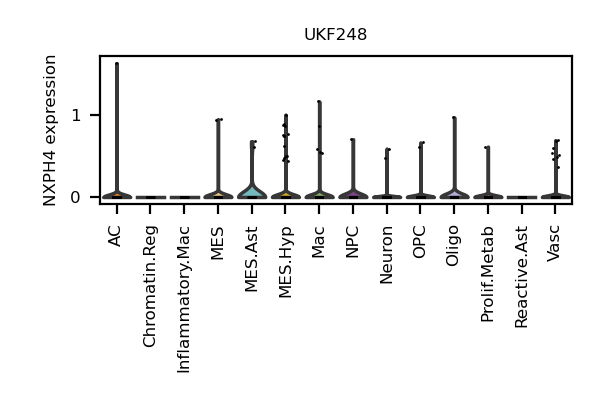 UKF248
NXPH4 expression
1
0
AC
Chromatin.Reg
Inflammatory.Mac
MES
MES.Ast
MES.Hyp
Mac
NPC
Neuron
OPC
Oligo
Prolif.Metab
Reactive.Ast
Vasc